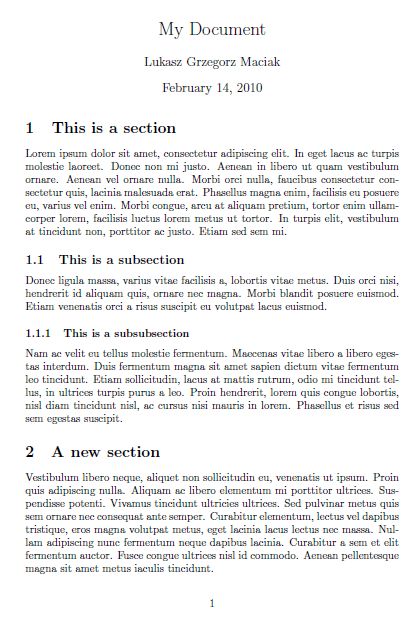 My Document
Lukasz Grzegorz Maciak
February 14, 2010
1 This is a section
Lorem ipsum dolor sit amet, consectetur adipiscing elit. In eget lacus ac turpis
molestie laoreet. Donec non mi justo. Aenean in libero ut quam vestibulum
ornare. Aenean vel ornare nulla. Morbi orci nulla, faucibus consectetur con-
sectetur quis, lacinia malesuada erat. Phasellus magna enim, facilisis eu posuere
eu, varius vel enim. Morbi congue, arcu at aliquam pretium, tortor enim ullam-
corper lorem, facilisis luctus lorem metus ut tortor. In turpis elit, vestibulum
at tincidunt non, porttitor ac justo. Etiam sed sem mi.
1.1 This is a subsection
Donec ligula massa, varius vitae facilisis a, lobortis vitae metus. Duis orci nisi,
hendrerit id aliquam quis, ornare nec magna. Morbi blandit posuere euismod.
Etiam venenatis orci a risus suscipit eu volutpat lacus euismod.
1.1.1 This is a subsubsection
Nam ac velit eu tellus molestie fermentum. Maecenas vitae libero a libero eges-
tas interdum. Duis fermentum magna sit amet sapien dictum vitae fermentum
leo tincidunt. Etiam sollicitudin, lacus at mattis rutrum, odio mi tincidunt tel-
lus, in ultrices turpis purus a leo. Proin hendrerit, lorem quis congue lobortis,
nisl diam tincidunt nisl, ac cursus nisi mauris in lorem. Phasellus et risus sed
sem egestas suscipit.
2 A new section
Vestibulum libero neque, aliquet non sollicitudin eu, venenatis ut ipsum. Proin
quis adipiscing nulla. Aliquam ac libero elementum mi porttitor ultrices. Sus-
pendisse potenti. Vivamus tincidunt ultricies ultrices. Sed pulvinar metus quis
sem ornare nec consequat ante semper. Curabitur elementum, lectus vel dapibus
tristique, eros magna volutpat metus, eget lacinia lacus lectus nec massa. Nul-
lam adipiscing nunc fermentum neque dapibus lacinia. Curabitur a sem et elit
fermentum auctor. Fusce congue ultrices nisl id commodo. Aenean pellentesque
magna sit amet metus iaculis tincidunt.
1